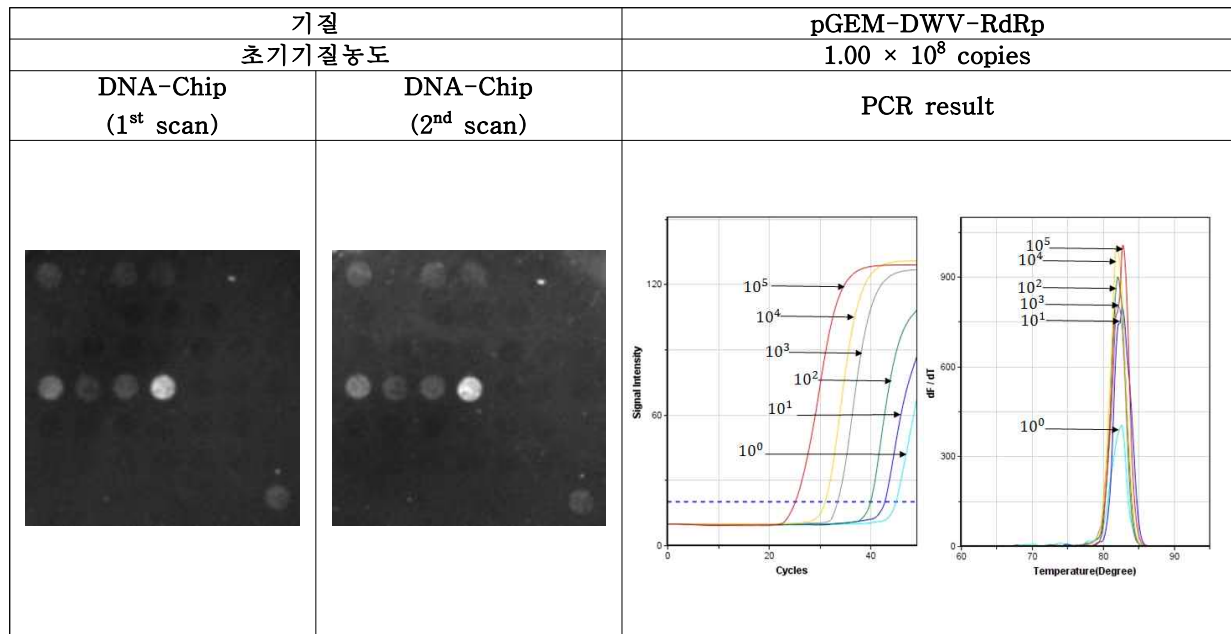 기질
pGEM-DWV-RdRp
초기기질농도
1.00 × 10⁸ copies
DNA-Chip
(1st scan)
DNA-Chip
(2nd scan)
PCR result
120
60
0
Signal Intensity
10⁵
10⁴
10³
10²
10¹
10⁰
0
20
40
Cycles
900
600
300
0
dF / dT
10⁵
10⁴
10²
10³
10¹
10⁰
60
70
80
90
Temperature(Degree)